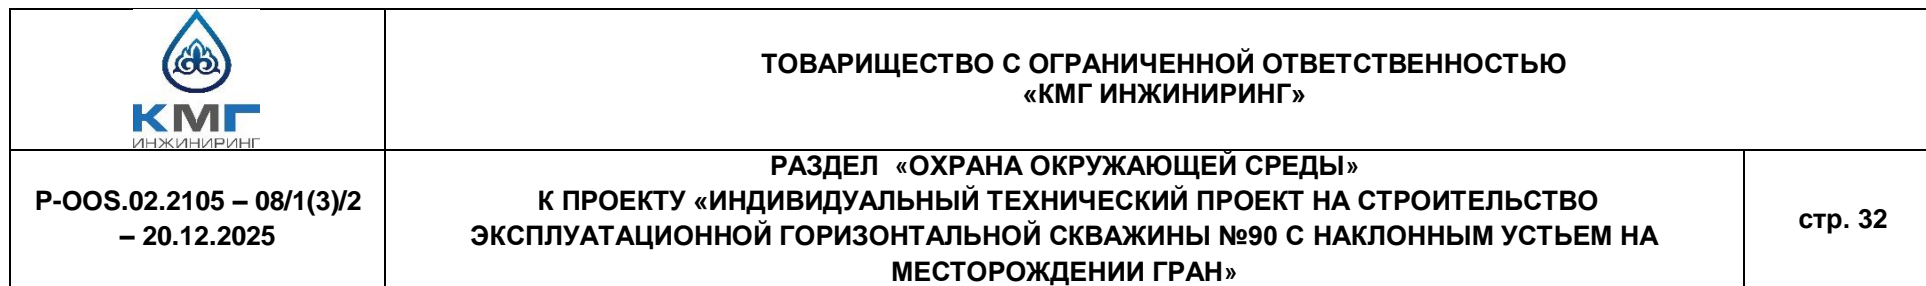 КМГ
ИНЖИНИРИНГ
ТОВАРИЩЕСТВО С ОГРАНИЧЕННОЙ ОТВЕТСТВЕННОСТЬЮ
«КМГ ИНЖИНИРИНГ»
P-OOS.02.2105 – 08/1(3)/2
– 20.12.2025
РАЗДЕЛ «ОХРАНА ОКРУЖАЮЩЕЙ СРЕДЫ»
К ПРОЕКТУ «ИНДИВИДУАЛЬНЫЙ ТЕХНИЧЕСКИЙ ПРОЕКТ НА СТРОИТЕЛЬСТВО
ЭКСПЛУАТАЦИОННОЙ ГОРИЗОНТАЛЬНОЙ СКВАЖИНЫ №90 С НАКЛОННЫМ УСТЬЕМ НА
МЕСТОРОЖДЕНИИ ГРАН»
стр. 32